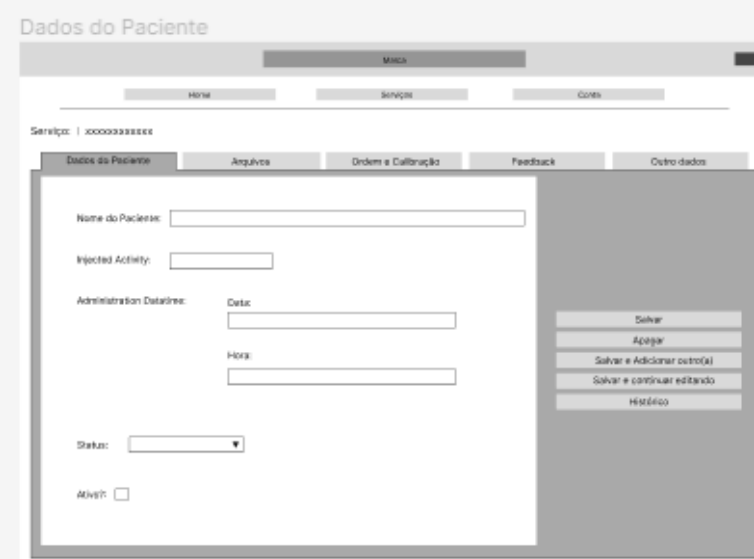 Dados do Paciente
Marca
Home Serviços Conta
Serviço: | xxxxxxxxxxxx
Dados do Paciente Arquivos Ordem e Calibração Feedback Outro dados
Nome do Paciente:
Injected Activity:
Administration Datatime: Data:
Hora:
Salvar
Apagar
Salvar e Adicionar outro(a)
Salvar e continuar editando
Histórico
Status:
Ativo?: